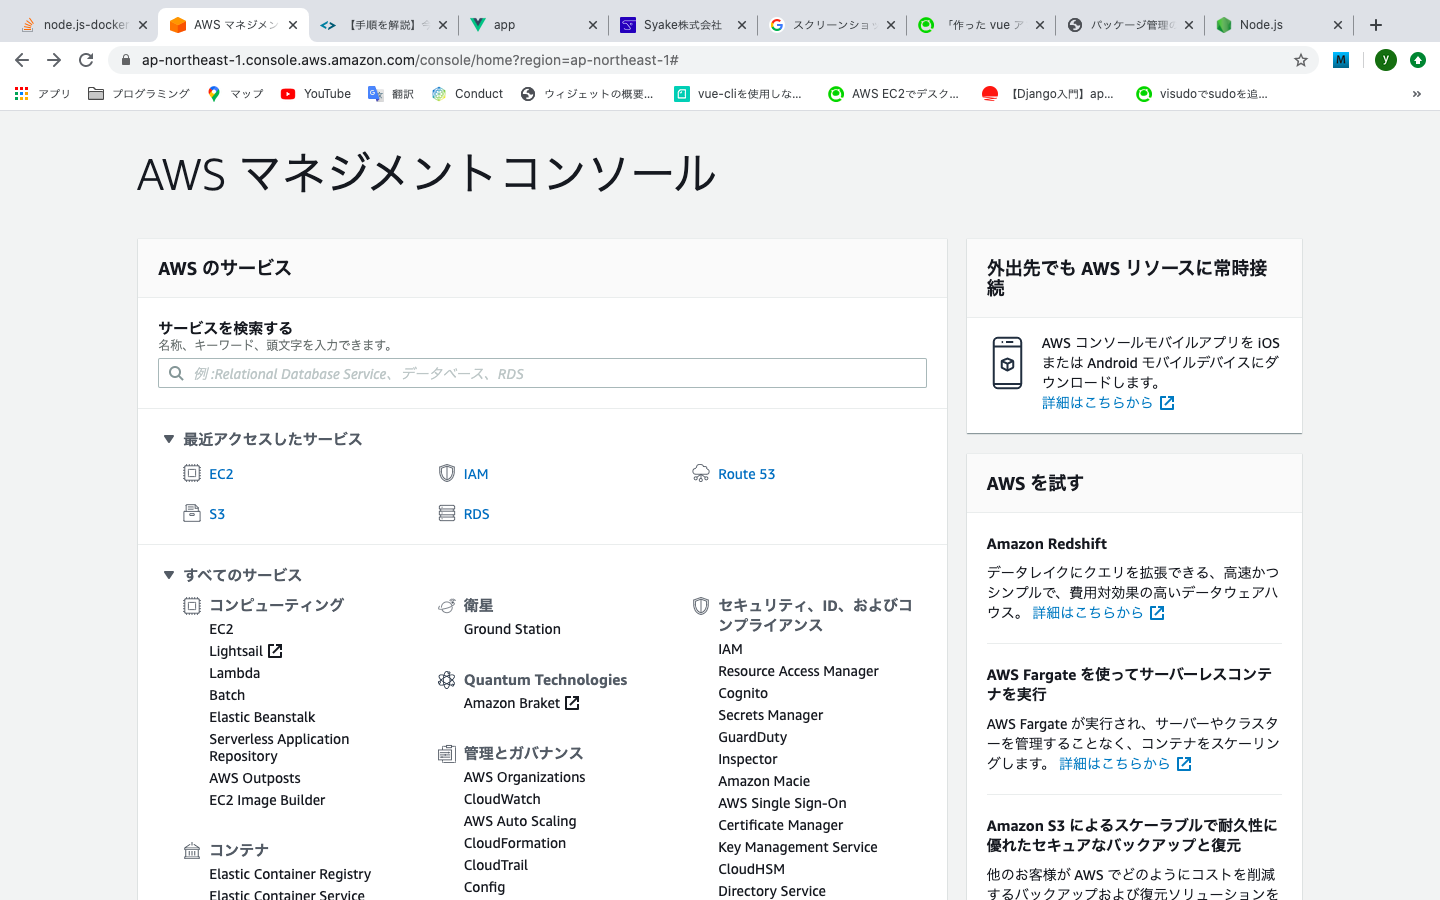 node.js-docker
AWS マネジメン
【手順を解説】
app
Syake株式会社
スクリーンショッ
「作った vue ア
パッケージ管理の
Node.js
ap-northeast-1.console.aws.amazon.com/console/home?region=ap-northeast-1#
M
y
アプリ
プログラミング
マップ
YouTube
翻訳
Conduct
ウィジェットの概要...
vue-cliを使用しな...
AWS EC2でデスク...
【Django入門】ap...
visudoでsudoを追...
»
AWS マネジメントコンソール
AWS のサービス
サービスを検索する
名称、キーワード、頭文字を入力できます。
例 :Relational Database Service、データベース、RDS
最近アクセスしたサービス
EC2
IAM
Route 53
S3
RDS
すべてのサービス
コンピューティング
EC2
Lightsail
Lambda
Batch
Elastic Beanstalk
Serverless Application
Repository
AWS Outposts
EC2 Image Builder
コンテナ
Elastic Container Registry
Elastic Container Service
衛星
Ground Station
Quantum Technologies
Amazon Braket
管理とガバナンス
AWS Organizations
CloudWatch
AWS Auto Scaling
CloudFormation
CloudTrail
Config
セキュリティ、ID、およびコ
ンプライアンス
IAM
Resource Access Manager
Cognito
Secrets Manager
GuardDuty
Inspector
Amazon Macie
AWS Single Sign-On
Certificate Manager
Key Management Service
CloudHSM
Directory Service
外出先でも AWS リソースに常時接
続
AWS コンソールモバイルアプリを iOS
または Android モバイルデバイスにダ
ウンロードします。
詳細はこちらから
AWS を試す
Amazon Redshift
データレイクにクエリを拡張できる、高速かつ
シンプルで、費用対効果の高いデータウェアハ
ウス。 詳細はこちらから
AWS Fargate を使ってサーバーレスコンテ
ナを実行
AWS Fargate が実行され、サーバーやクラスタ
ーを管理することなく、コンテナをスケーリン
グします。 詳細はこちらから
Amazon S3 によるスケーラブルで耐久性に
優れたセキュアなバックアップと復元
他のお客様が AWS でどのようにコストを削減
するバックアップおよび復元ソリューションを